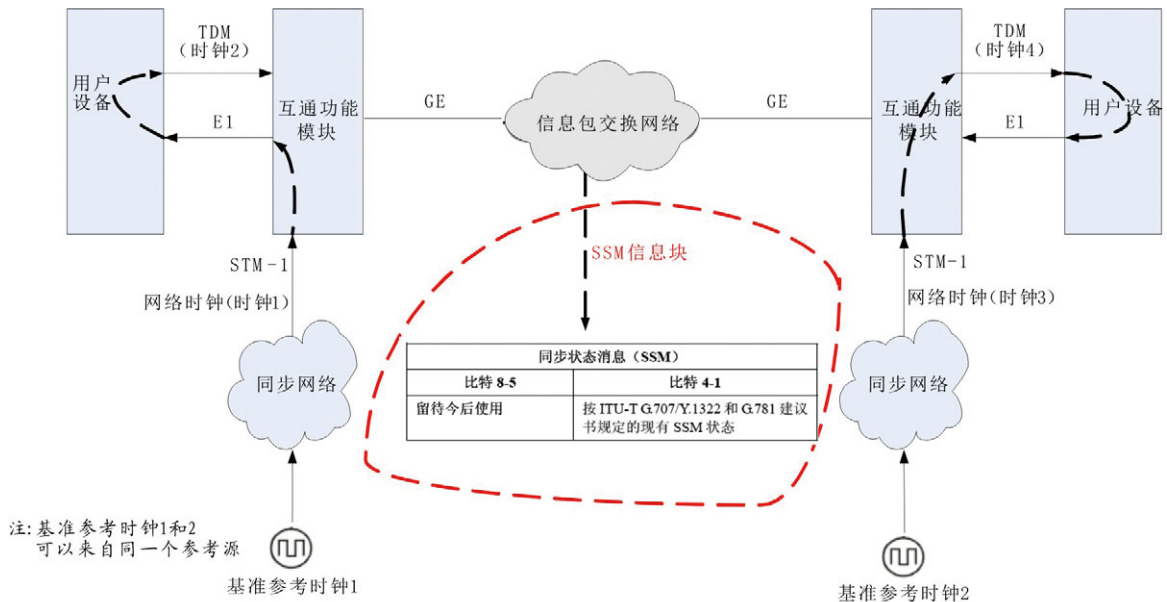 TDM
(时钟2)
用户
设备
E1
互通功能
模块
GE
信息包交换网络
GE
互通功能
模块
TDM
(时钟4)
用户设备
E1
SSM信息块
STM-1
网络时钟(时钟1)
STM-1
网络时钟(时钟3)
同步网络
同步状态消息（SSM）
比特 8-5
比特 4-1
留待今后使用
按 ITU-T G.707/Y.1322 和 G.781 建议
书规定的现有 SSM 状态
同步网络
注:基准参考时钟1和2
可以来自同一个参考源
基准参考时钟1
基准参考时钟2